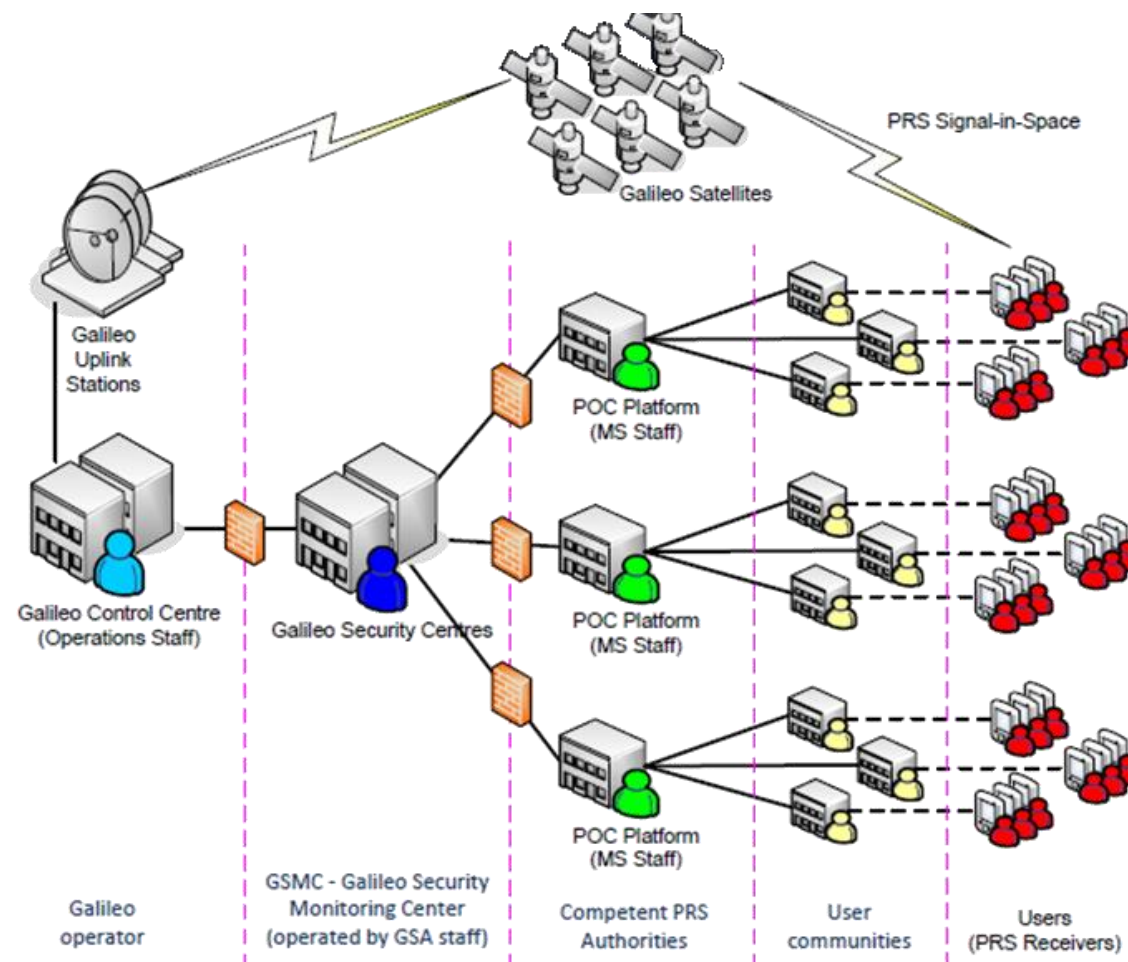 PRS Signal-in-Space
Galileo Satellites
Galileo
Uplink
Stations
POC Platform
(MS Staff)
Galileo Control Centre
(Operations Staff)
Galileo Security Centres
POC Platform
(MS Staff)
POC Platform
(MS Staff)
Galileo
operator
GSMC - Galileo Security
Monitoring Center
(operated by GSA staff)
Competent PRS
Authorities
User
communities
Users
(PRS Receivers)